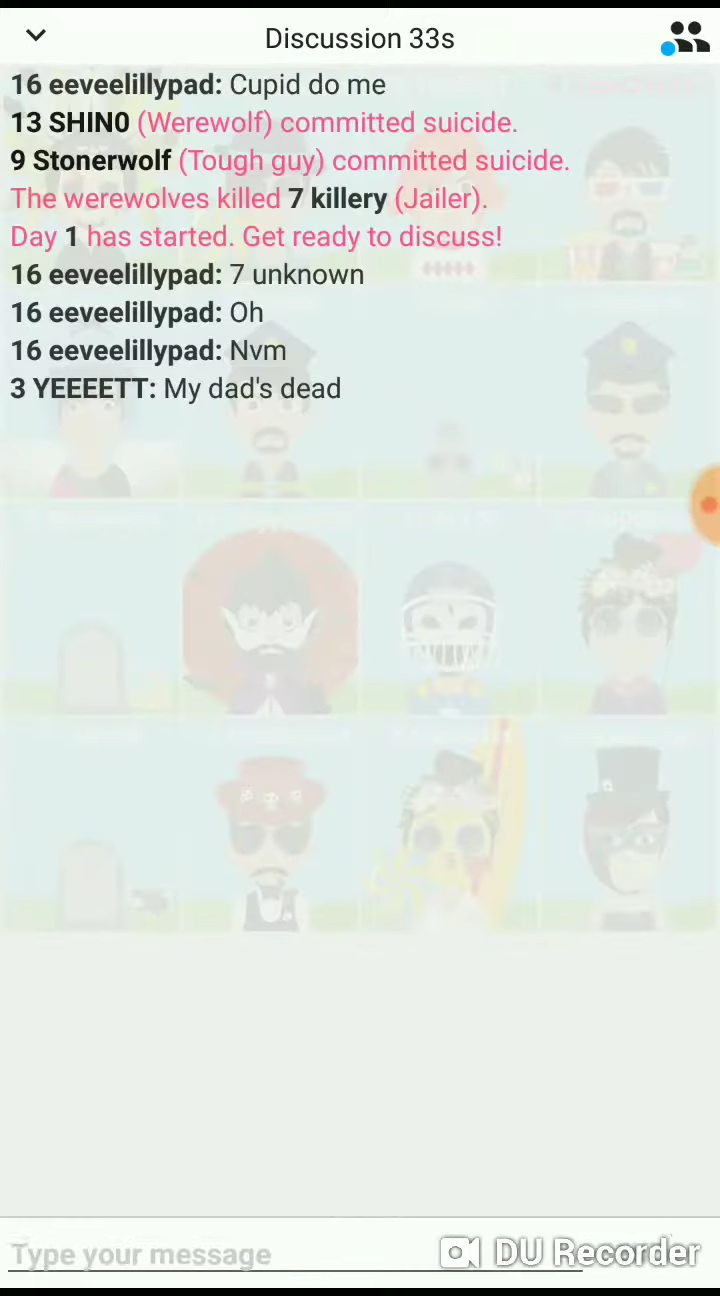 Discussion 33s
16 eeveelillypad: Cupid do me
13 SHIN0 (Werewolf) committed suicide.
9 Stonerwolf (Tough guy) committed suicide.
The werewolves killed 7 killery (Jailer).
Day 1 has started. Get ready to discuss!
16 eeveelillypad: 7 unknown
16 eeveelillypad: Oh
16 eeveelillypad: Nvm
3 YEEEETT: My dad's dead
Type your message
DU Recorder